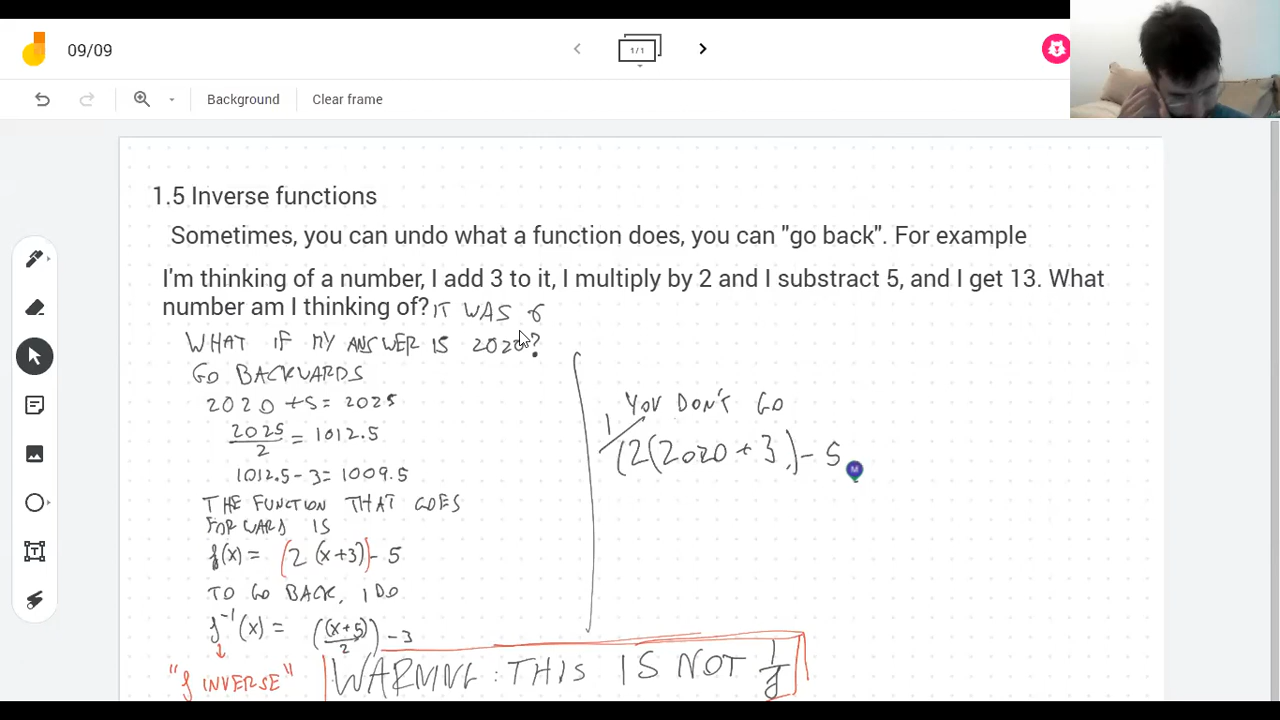 09/09
1/1
Background
Clear frame
1.5 Inverse functions
Sometimes, you can undo what a function does, you can "go back". For example
I'm thinking of a number, I add 3 to it, I multiply by 2 and I substract 5, and I get 13. What
number am I thinking of? IT WAS 6
WHAT IF MY ANSWER IS 2020?
GO BACKWARDS
2020 + 5 = 2025
2025/2 = 1012.5
1012.5 - 3 = 1009.5
THE FUNCTION THAT GOES
FORWARD IS
f(x) = (2 (x+3)) - 5
TO GO BACK, I DO
f⁻¹(x) = ((x+5)/2) - 3
"f INVERSE"
WARNING: THIS IS NOT 1/f
YOU DON'T GO
1/(2(2020 + 3)) - 5
M